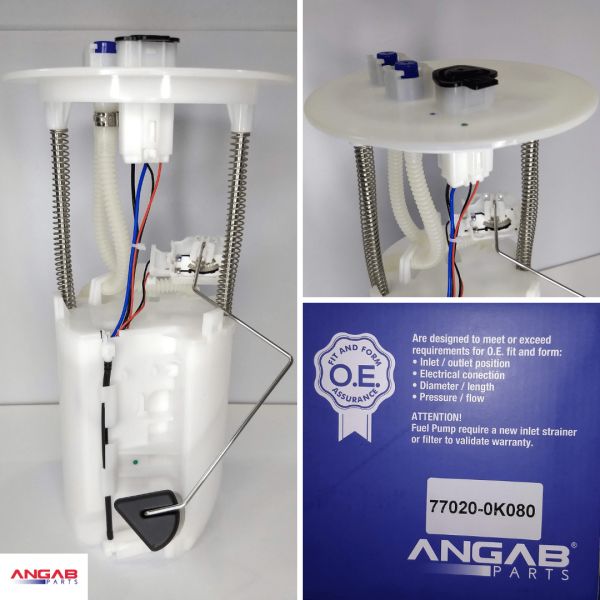 FIT AND FORM
O.E.
ASSURANCE.
Are designed to meet or exceed
requirements for O.E. fit and form:
• Inlet / outlet position
• Electrical conection
• Diameter / length
• Pressure / flow
ATTENTION!
Fuel Pump require a new inlet strainer
or filter to validate warranty.
77020-0K080
ANGAB®
PARTS
ANGAB
PARTS